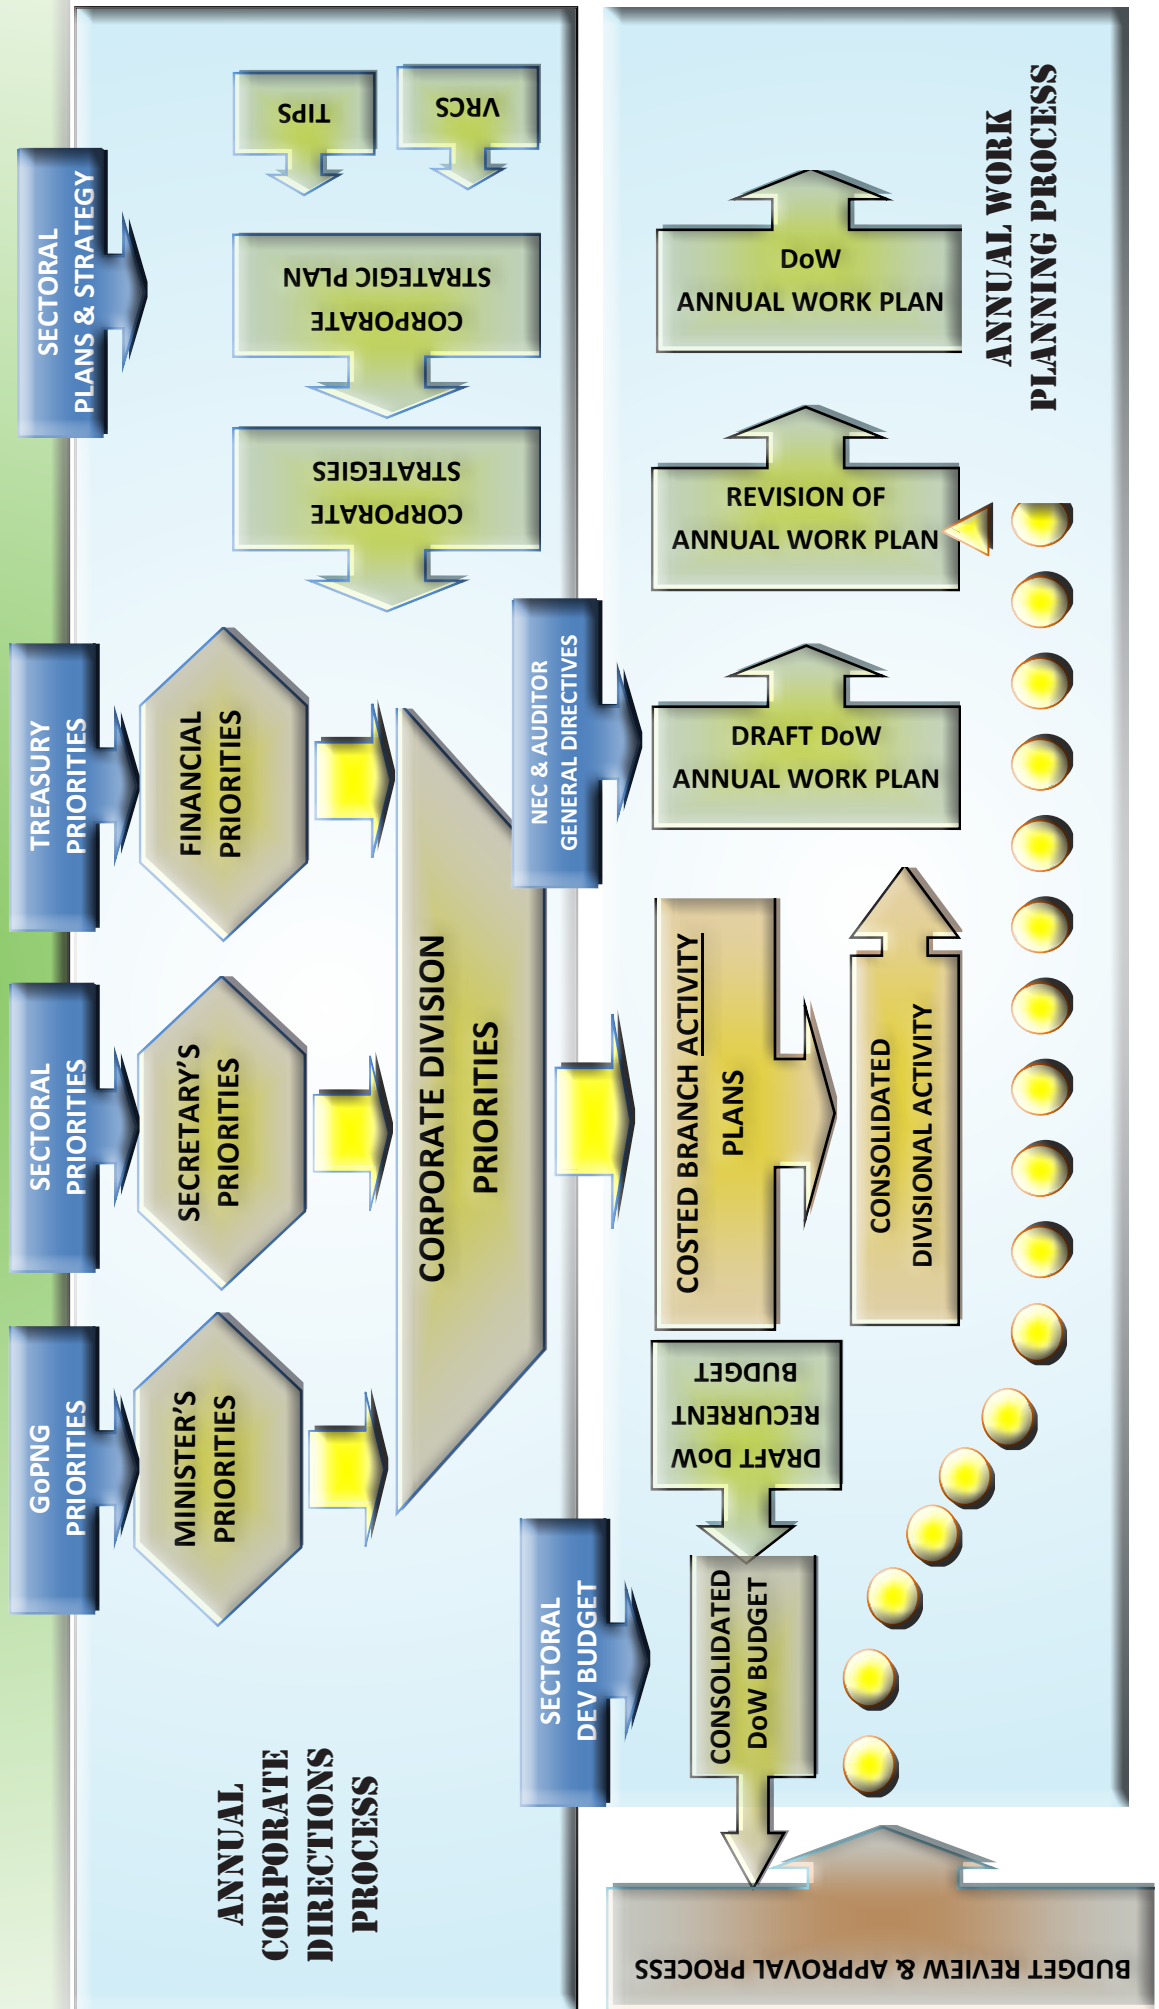 GoPNG
PRIORITIES
SECTORAL
PRIORITIES
TREASURY
PRIORITIES
SECTORAL
PLANS & STRATEGY
MINISTER'S
PRIORITIES
SECRETARY'S
PRIORITIES
FINANCIAL
PRIORITIES
CORPORATE
STRATEGIES
CORPORATE
STRATEGIC PLAN
TIPS
VRCS
ANNUAL
CORPORATE
DIRECTIONS
PROCESS
CORPORATE DIVISION
PRIORITIES
SECTORAL
DEV BUDGET
NEC & AUDITOR
GENERAL DIRECTIVES
BUDGET REVIEW & APPROVAL PROCESS
CONSOLIDATED
DoW BUDGET
DRAFT DoW
RECURRENT
BUDGET
COSTED BRANCH ACTIVITY
PLANS
CONSOLIDATED
DIVISIONAL ACTIVITY
DRAFT DoW
ANNUAL WORK PLAN
REVISION OF
ANNUAL WORK PLAN
DoW
ANNUAL WORK PLAN
ANNUAL WORK
PLANNING PROCESS